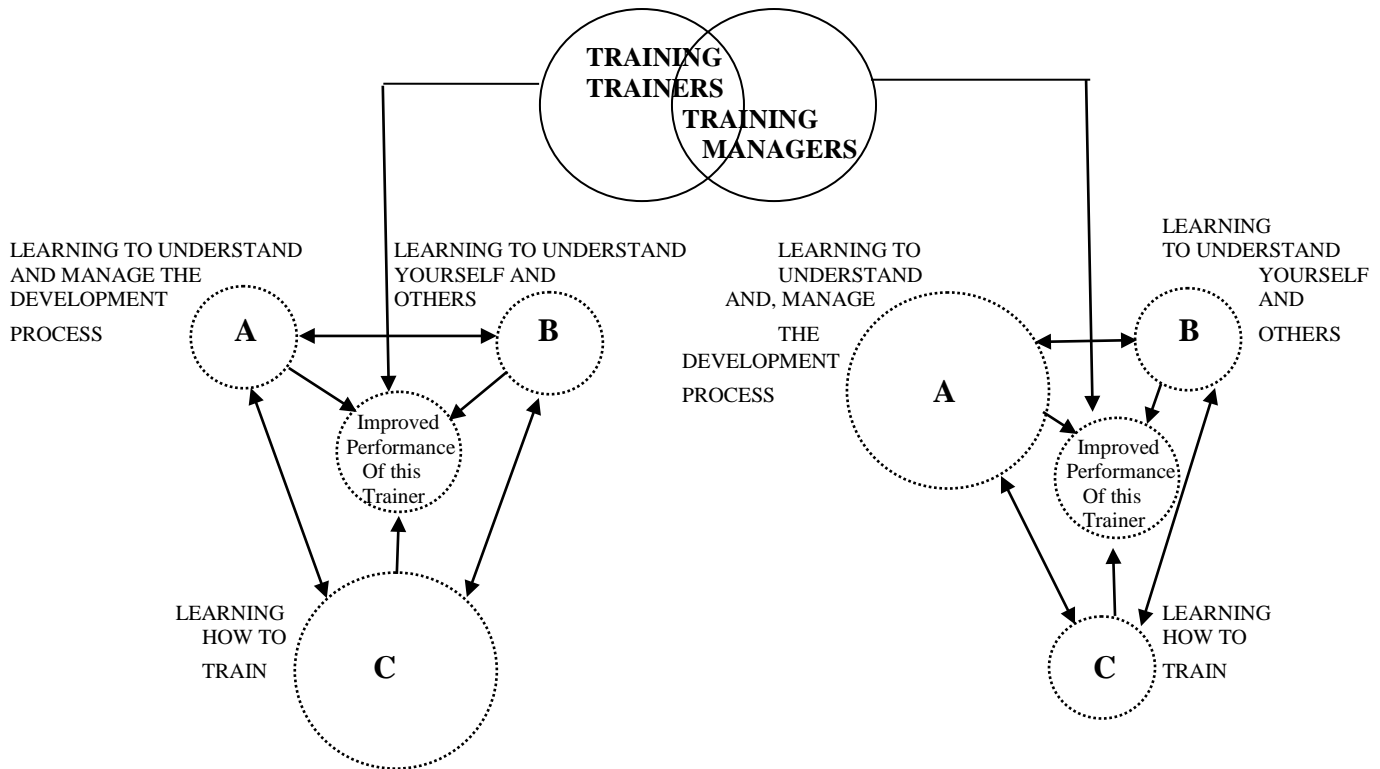 TRAINING
TRAINERS
TRAINING
MANAGERS
LEARNING TO UNDERSTAND
AND MANAGE THE
DEVELOPMENT
PROCESS
A
LEARNING TO UNDERSTAND
YOURSELF AND
OTHERS
B
Improved
Performance
Of this
Trainer
LEARNING
HOW TO
TRAIN
C
LEARNING TO
UNDERSTAND
AND, MANAGE
THE
DEVELOPMENT
PROCESS
A
LEARNING
TO UNDERSTAND
YOURSELF
AND
OTHERS
B
Improved
Performance
Of this
Trainer
LEARNING
HOW TO
TRAIN
C